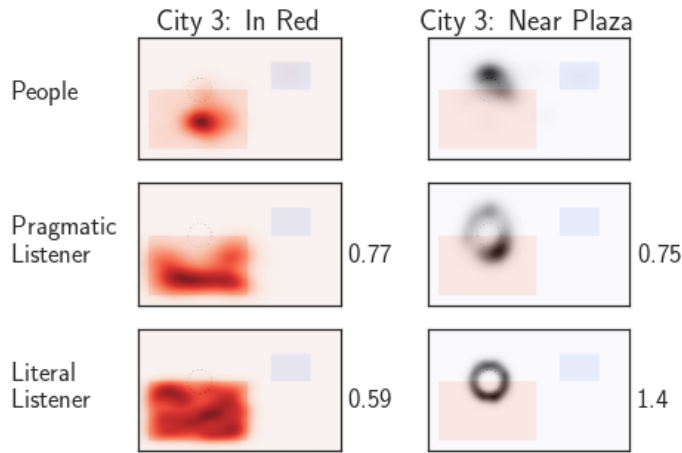 City 3: In Red
City 3: Near Plaza
People
Pragmatic
Listener
0.77
0.75
Literal
Listener
0.59
1.4